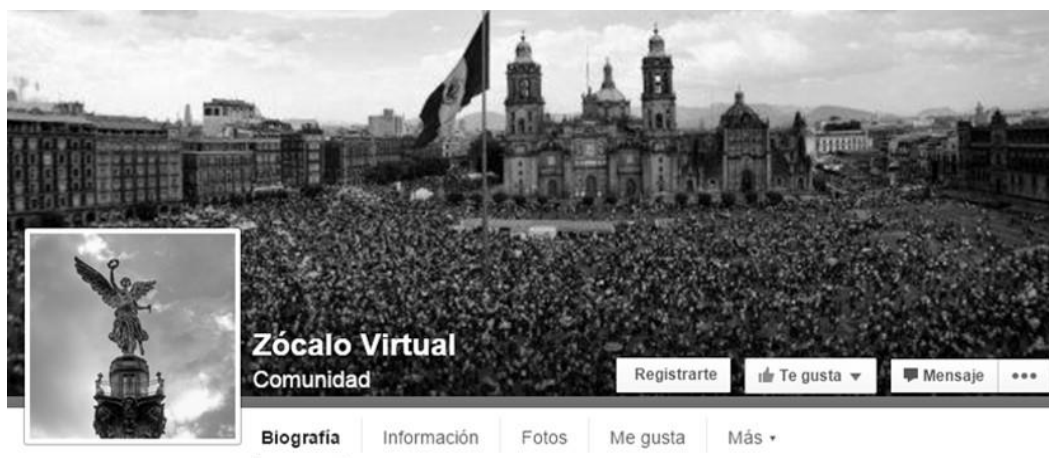 Zócalo Virtual
Comunidad
Registrarte Te gusta Mensaje
Biografía Información Fotos Me gusta Más